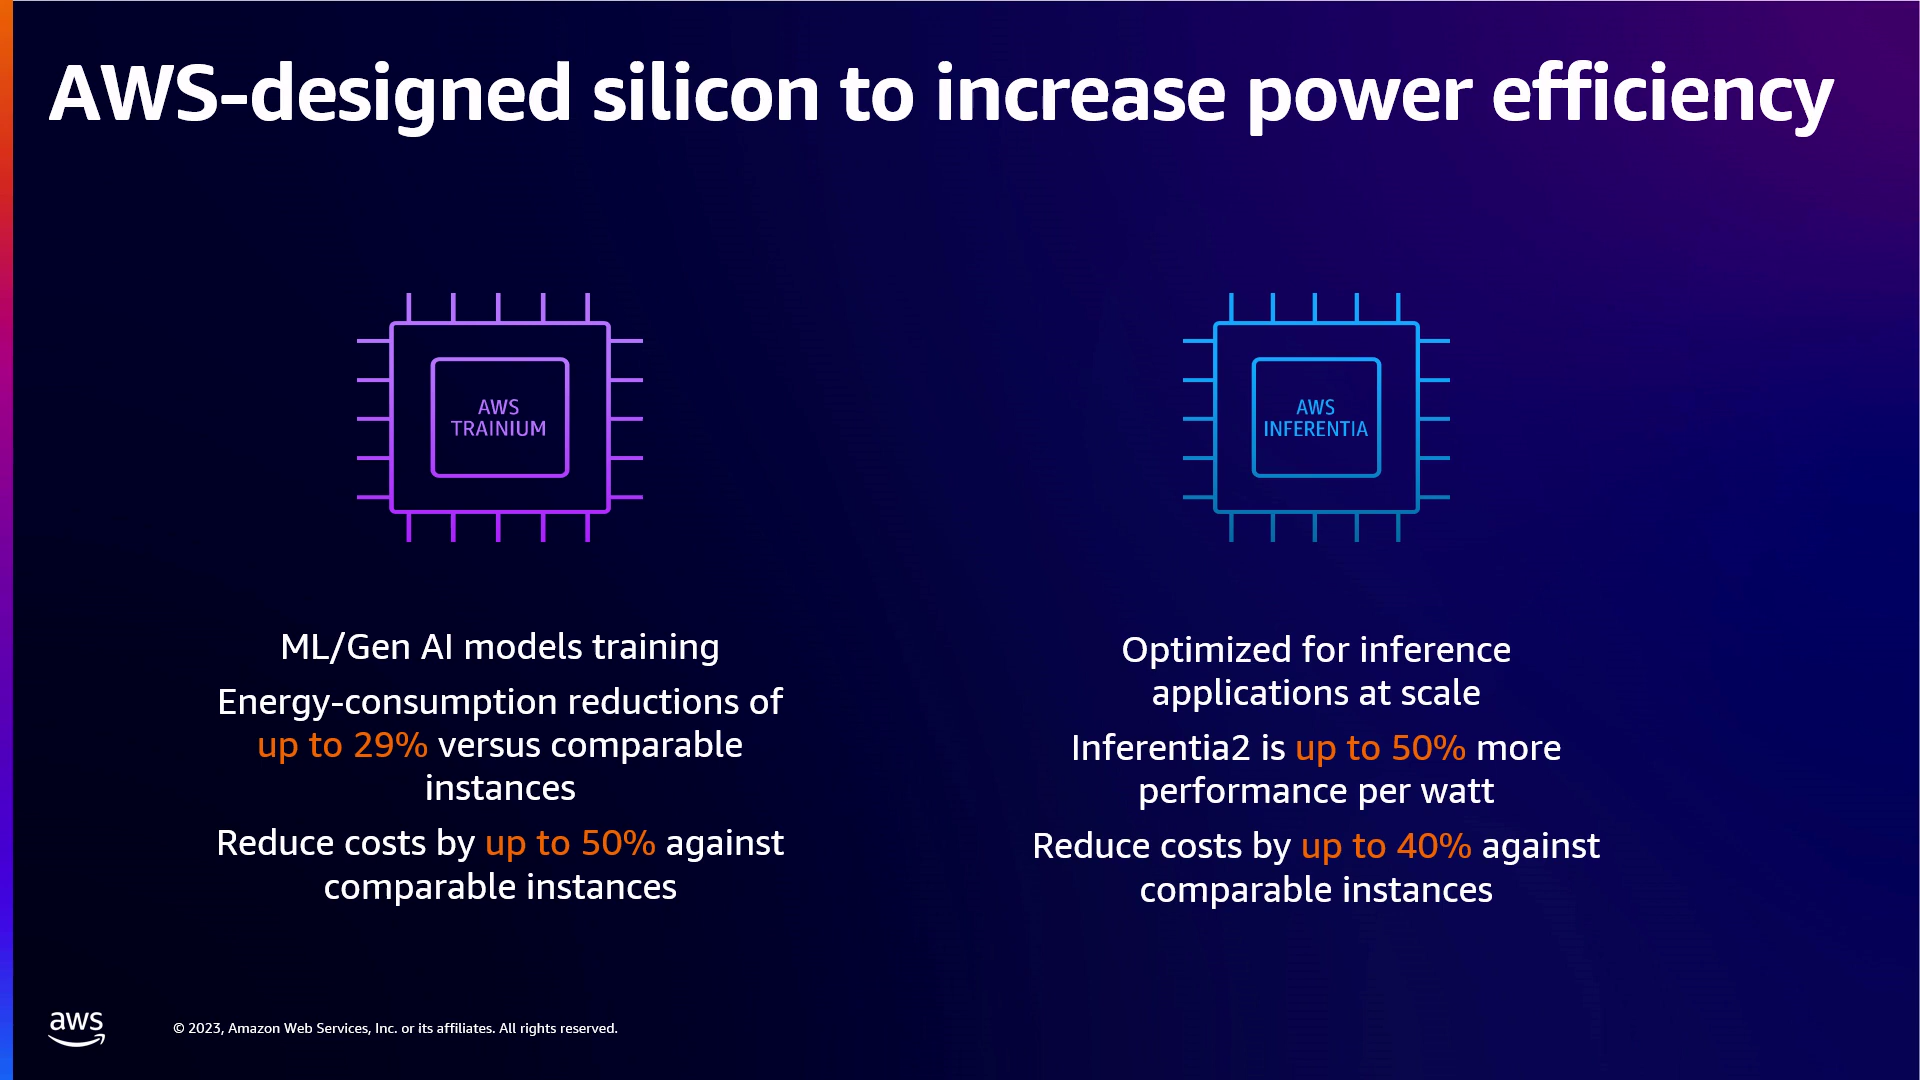 AWS-designed silicon to increase power efficiency
AWS
TRAINIUM
ML/Gen AI models training
Energy-consumption reductions of
up to 29% versus comparable
instances
Reduce costs by up to 50% against
comparable instances
AWS
INFERENTIA
Optimized for inference
applications at scale
Inferentia2 is up to 50% more
performance per watt
Reduce costs by up to 40% against
comparable instances
aws
© 2023, Amazon Web Services, Inc. or its affiliates. All rights reserved.